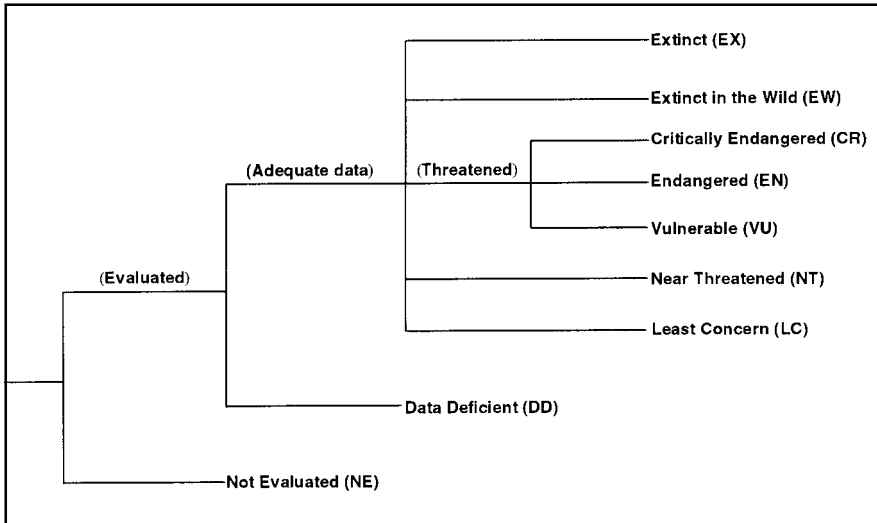 Extinct (EX)
Extinct in the Wild (EW)
Critically Endangered (CR)
(Adequate data)
(Threatened)
Endangered (EN)
Vulnerable (VU)
(Evaluated)
Near Threatened (NT)
Least Concern (LC)
Data Deficient (DD)
Not Evaluated (NE)